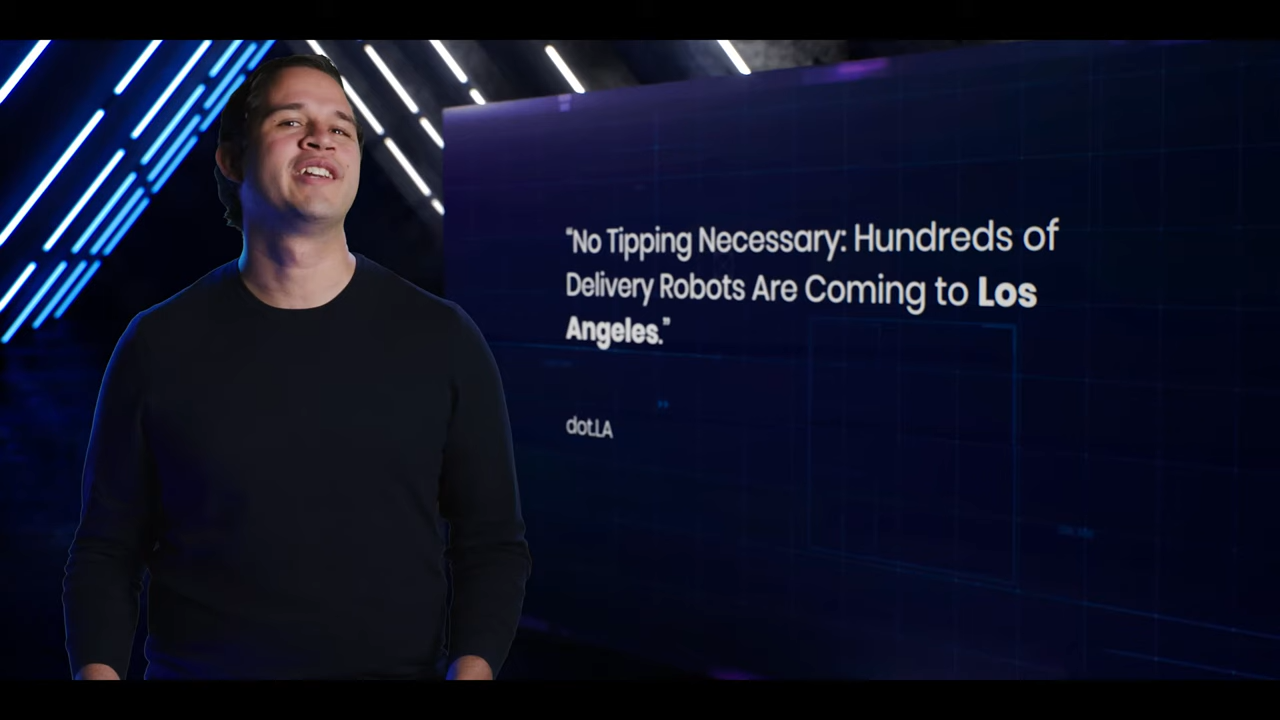 “No Tipping Necessary: Hundreds of
Delivery Robots Are Coming to Los
Angeles.”
dot.LA